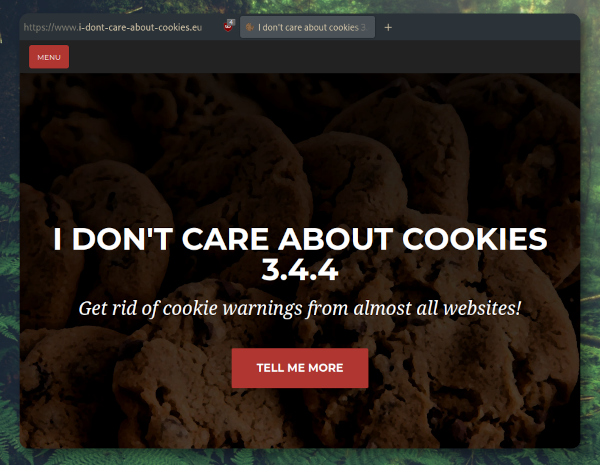 https://www.i-dont-care-about-cookies.eu
4
I don't care about cookies 3.
MENU
I DON'T CARE ABOUT COOKIES
3.4.4
Get rid of cookie warnings from almost all websites!
TELL ME MORE